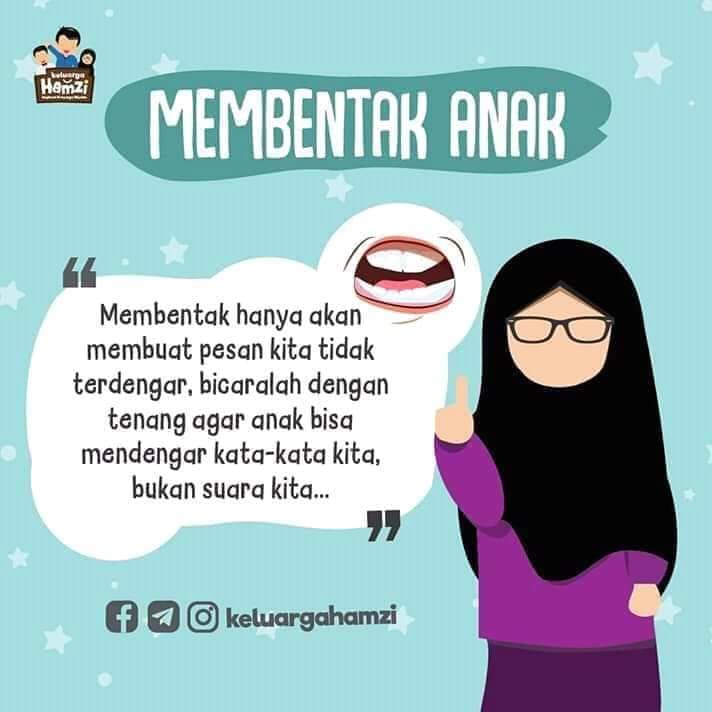 keluarga
HAMZI
MEMBENTAK ANAK
“
Membentak hanya akan
membuat pesan kita tidak
terdengar, bicaralah dengan
tenang agar anak bisa
mendengar kata-kata kita,
bukan suara kita...
”
keluargahamzi